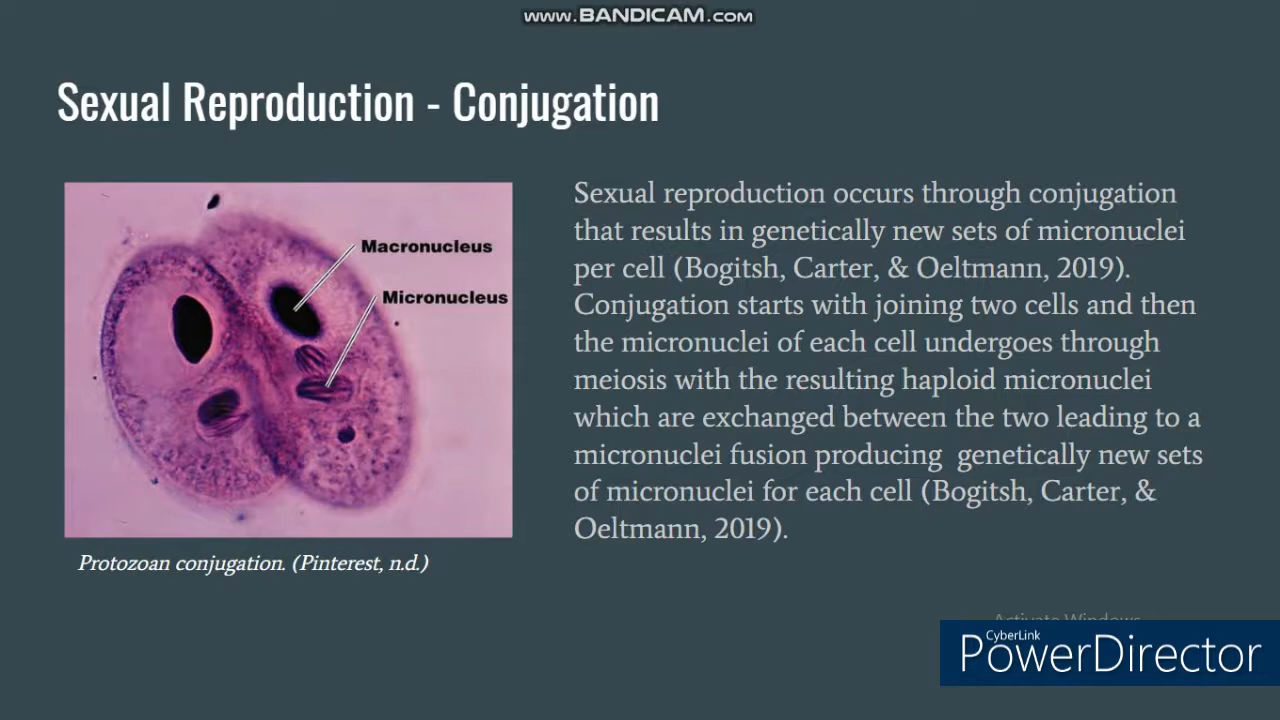 www.BANDICAM.com
Sexual Reproduction - Conjugation
Macronucleus
Micronucleus
Protozoan conjugation. (Pinterest, n.d.)
Sexual reproduction occurs through conjugation
that results in genetically new sets of micronuclei
per cell (Bogitsh, Carter, & Oeltmann, 2019).
Conjugation starts with joining two cells and then
the micronuclei of each cell undergoes through
meiosis with the resulting haploid micronuclei
which are exchanged between the two leading to a
micronuclei fusion producing  genetically new sets
of micronuclei for each cell (Bogitsh, Carter, &
Oeltmann, 2019).
Activate Windows
CyberLink
PowerDirector